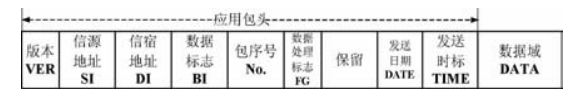 应用包头
版本
VER
信源
地址
SI
信宿
地址
DI
数据
标志
BI
包序号
No.
数据
处理
标志
FG
保留
发送
日期
DATE
发送
时标
TIME
数据域
DATA